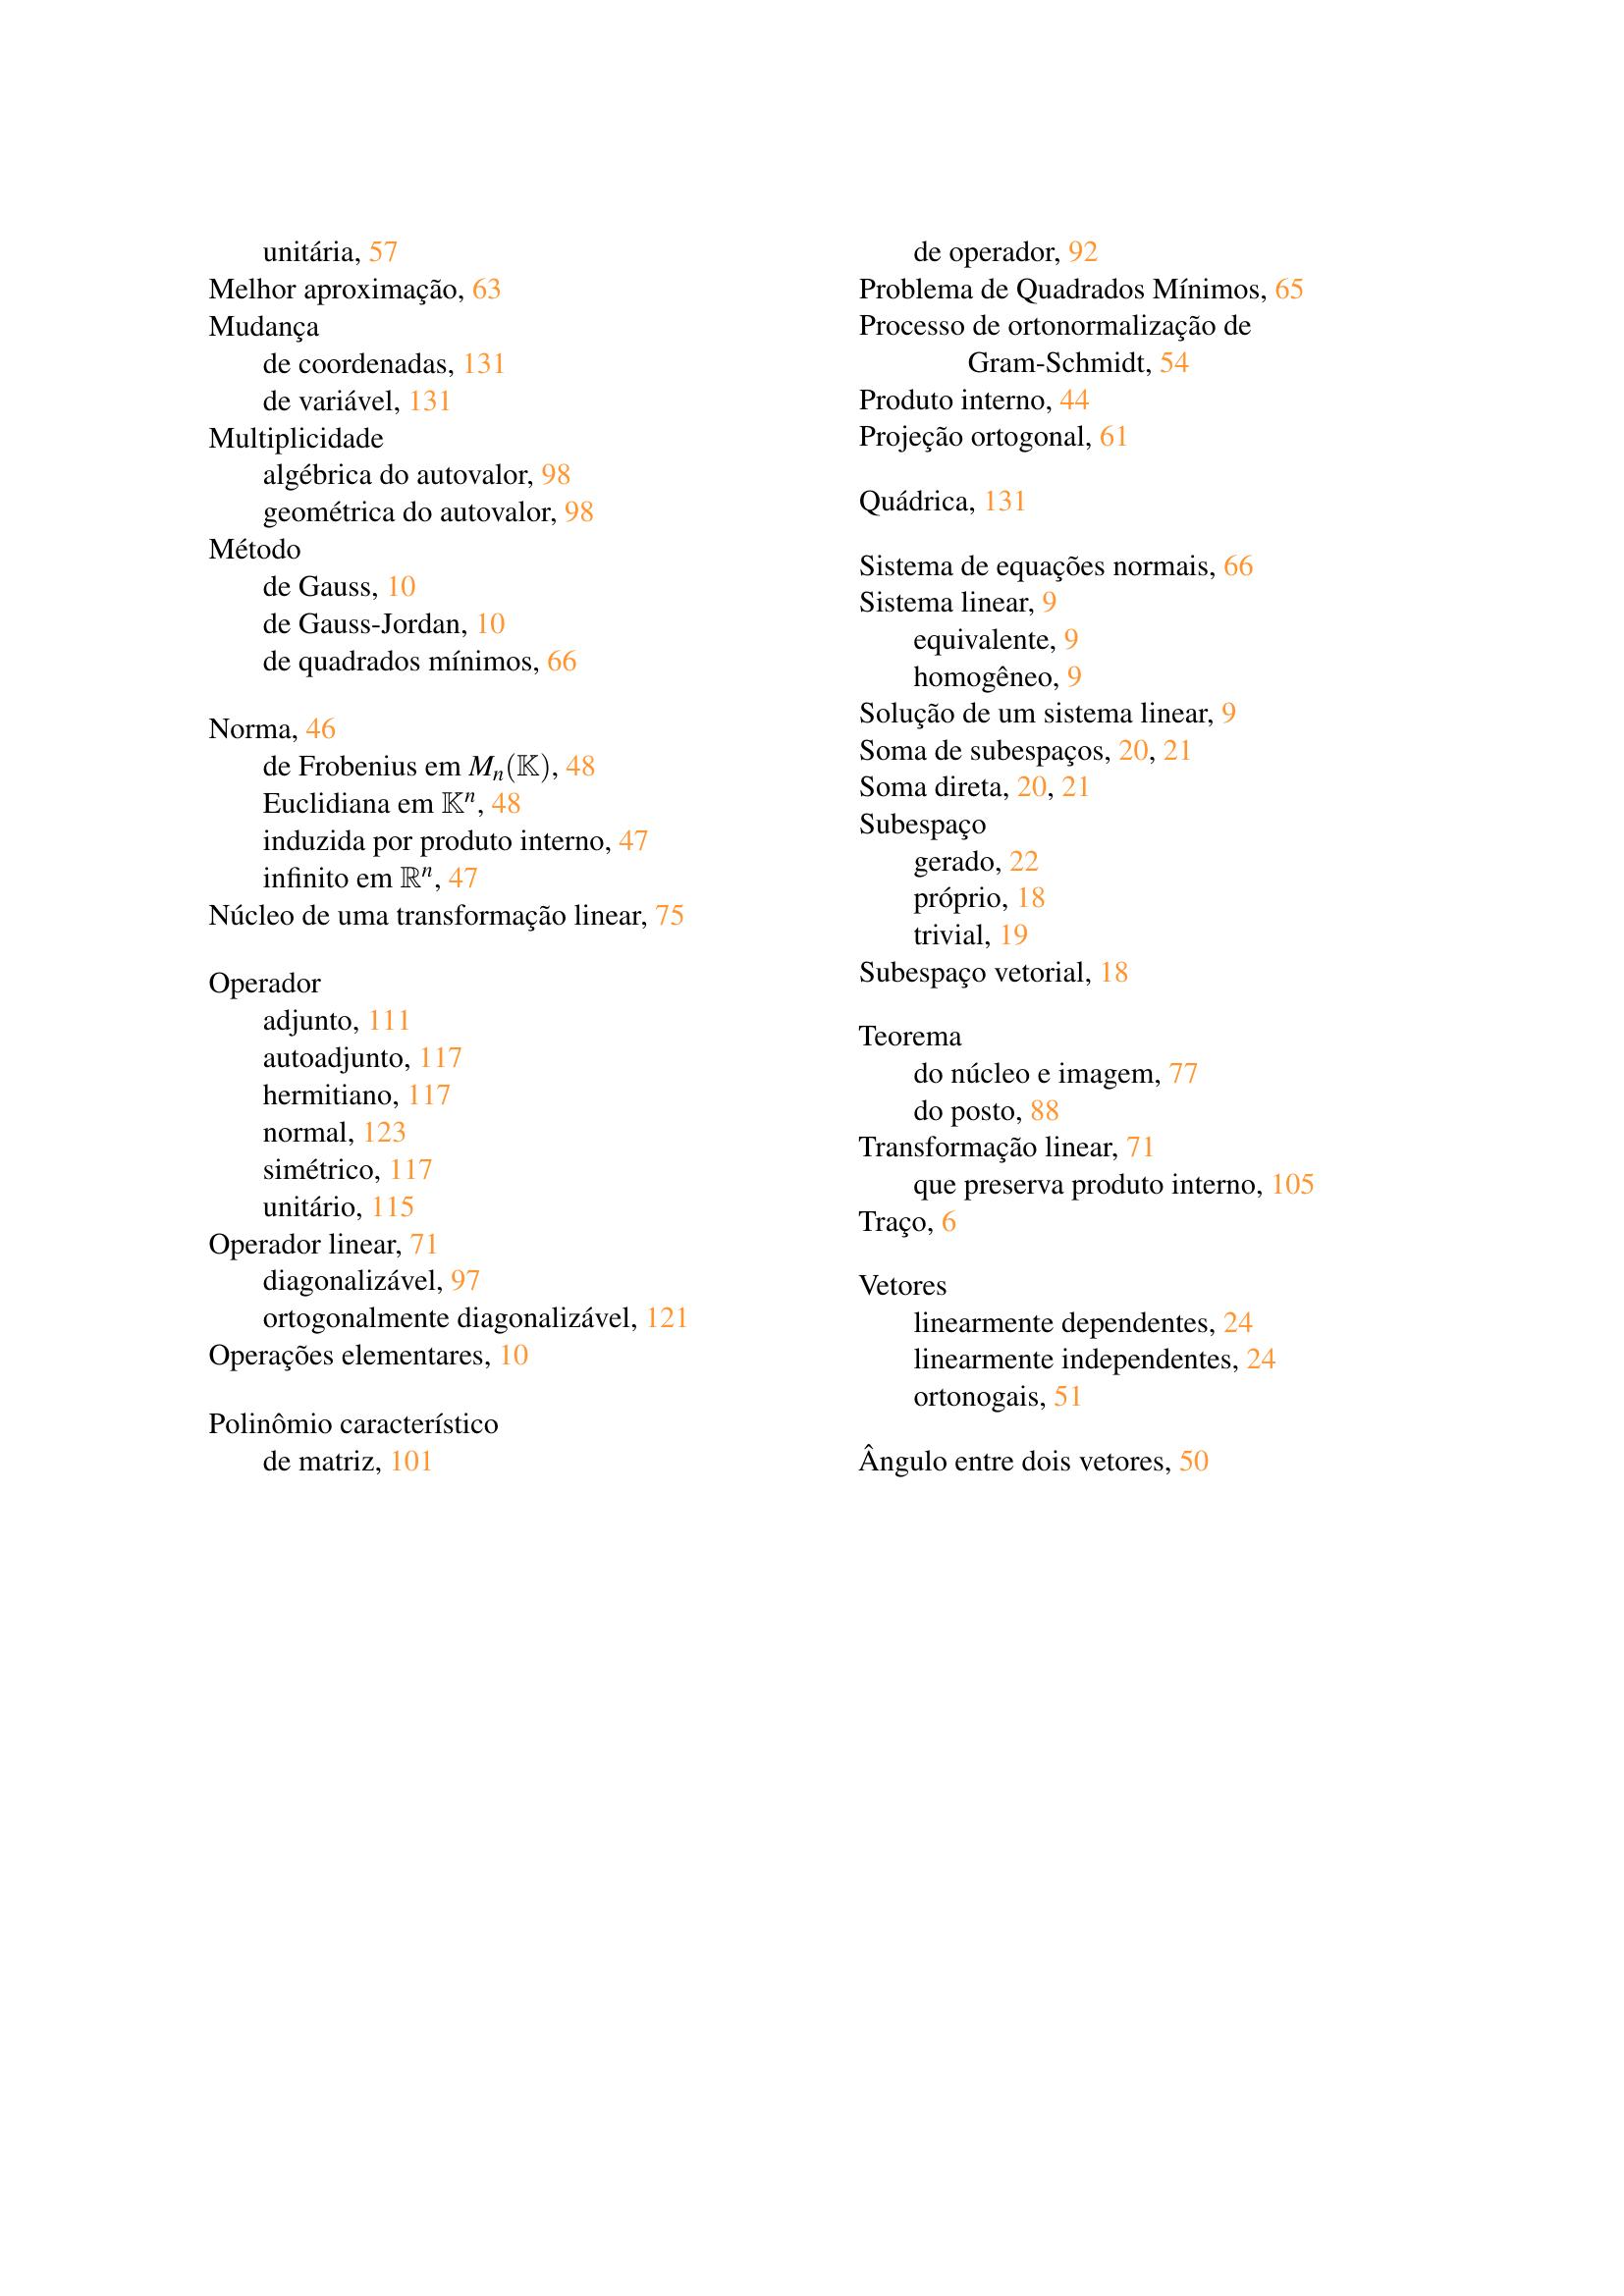 unitária, 57
Melhor aproximação, 63
Mudança
de coordenadas, 131
de variável, 131
Multiplicidade
algébrica do autovalor, 98
geométrica do autovalor, 98
Método
de Gauss, 10
de Gauss-Jordan, 10
de quadrados mínimos, 66
Norma, 46
de Frobenius em Mₙ(𝕂), 48
Euclidiana em 𝕂ⁿ, 48
induzida por produto interno, 47
infinito em ℝⁿ, 47
Núcleo de uma transformação linear, 75
Operador
adjunto, 111
autoadjunto, 117
hermitiano, 117
normal, 123
simétrico, 117
unitário, 115
Operador linear, 71
diagonalizável, 97
ortogonalmente diagonalizável, 121
Operações elementares, 10
Polinômio característico
de matriz, 101
de operador, 92
Problema de Quadrados Mínimos, 65
Processo de ortonormalização de
Gram-Schmidt, 54
Produto interno, 44
Projeção ortogonal, 61
Quádrica, 131
Sistema de equações normais, 66
Sistema linear, 9
equivalente, 9
homogêneo, 9
Solução de um sistema linear, 9
Soma de subespaços, 20, 21
Soma direta, 20, 21
Subespaço
gerado, 22
próprio, 18
trivial, 19
Subespaço vetorial, 18
Teorema
do núcleo e imagem, 77
do posto, 88
Transformação linear, 71
que preserva produto interno, 105
Traço, 6
Vetores
linearmente dependentes, 24
linearmente independentes, 24
ortonogais, 51
Ângulo entre dois vetores, 50